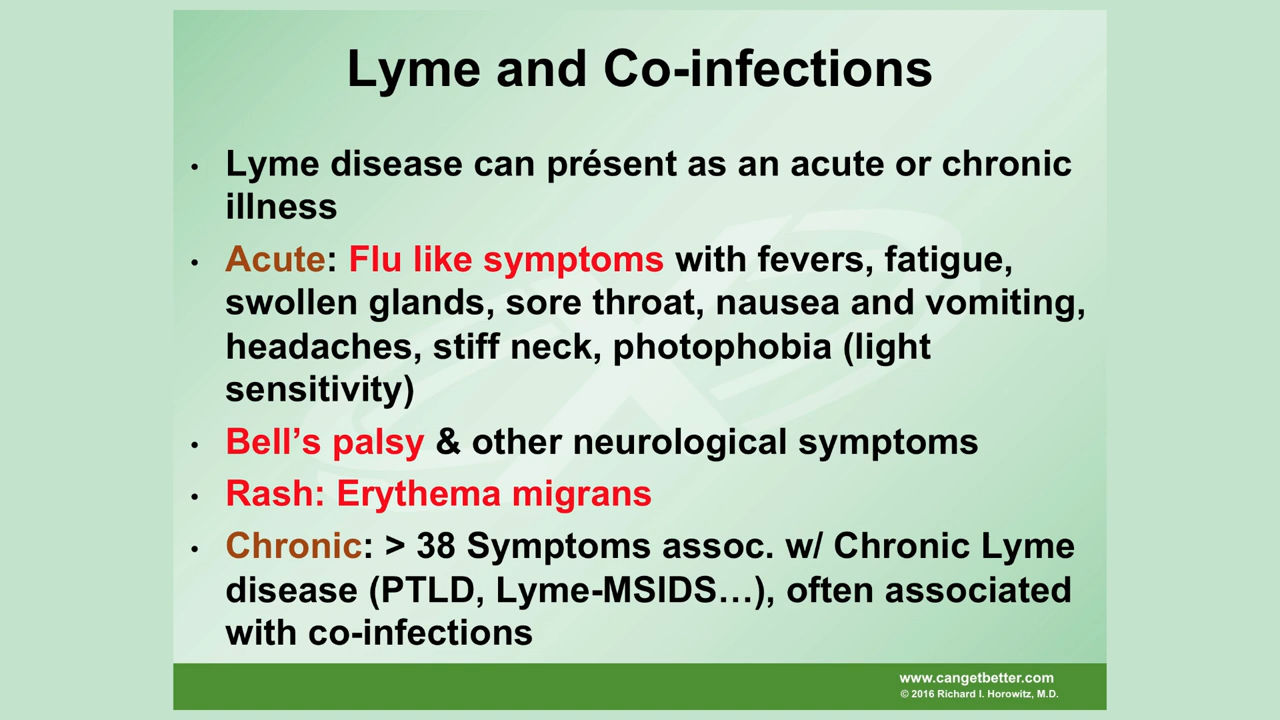 Lyme and Co-infections
• Lyme disease can présent as an acute or chronic
illness
• Acute: Flu like symptoms with fevers, fatigue,
swollen glands, sore throat, nausea and vomiting,
headaches, stiff neck, photophobia (light
sensitivity)
• Bell’s palsy & other neurological symptoms
• Rash: Erythema migrans
• Chronic: > 38 Symptoms assoc. w/ Chronic Lyme
disease (PTLD, Lyme-MSIDS…), often associated
with co-infections
www.cangetbetter.com
© 2016 Richard I. Horowitz, M.D.